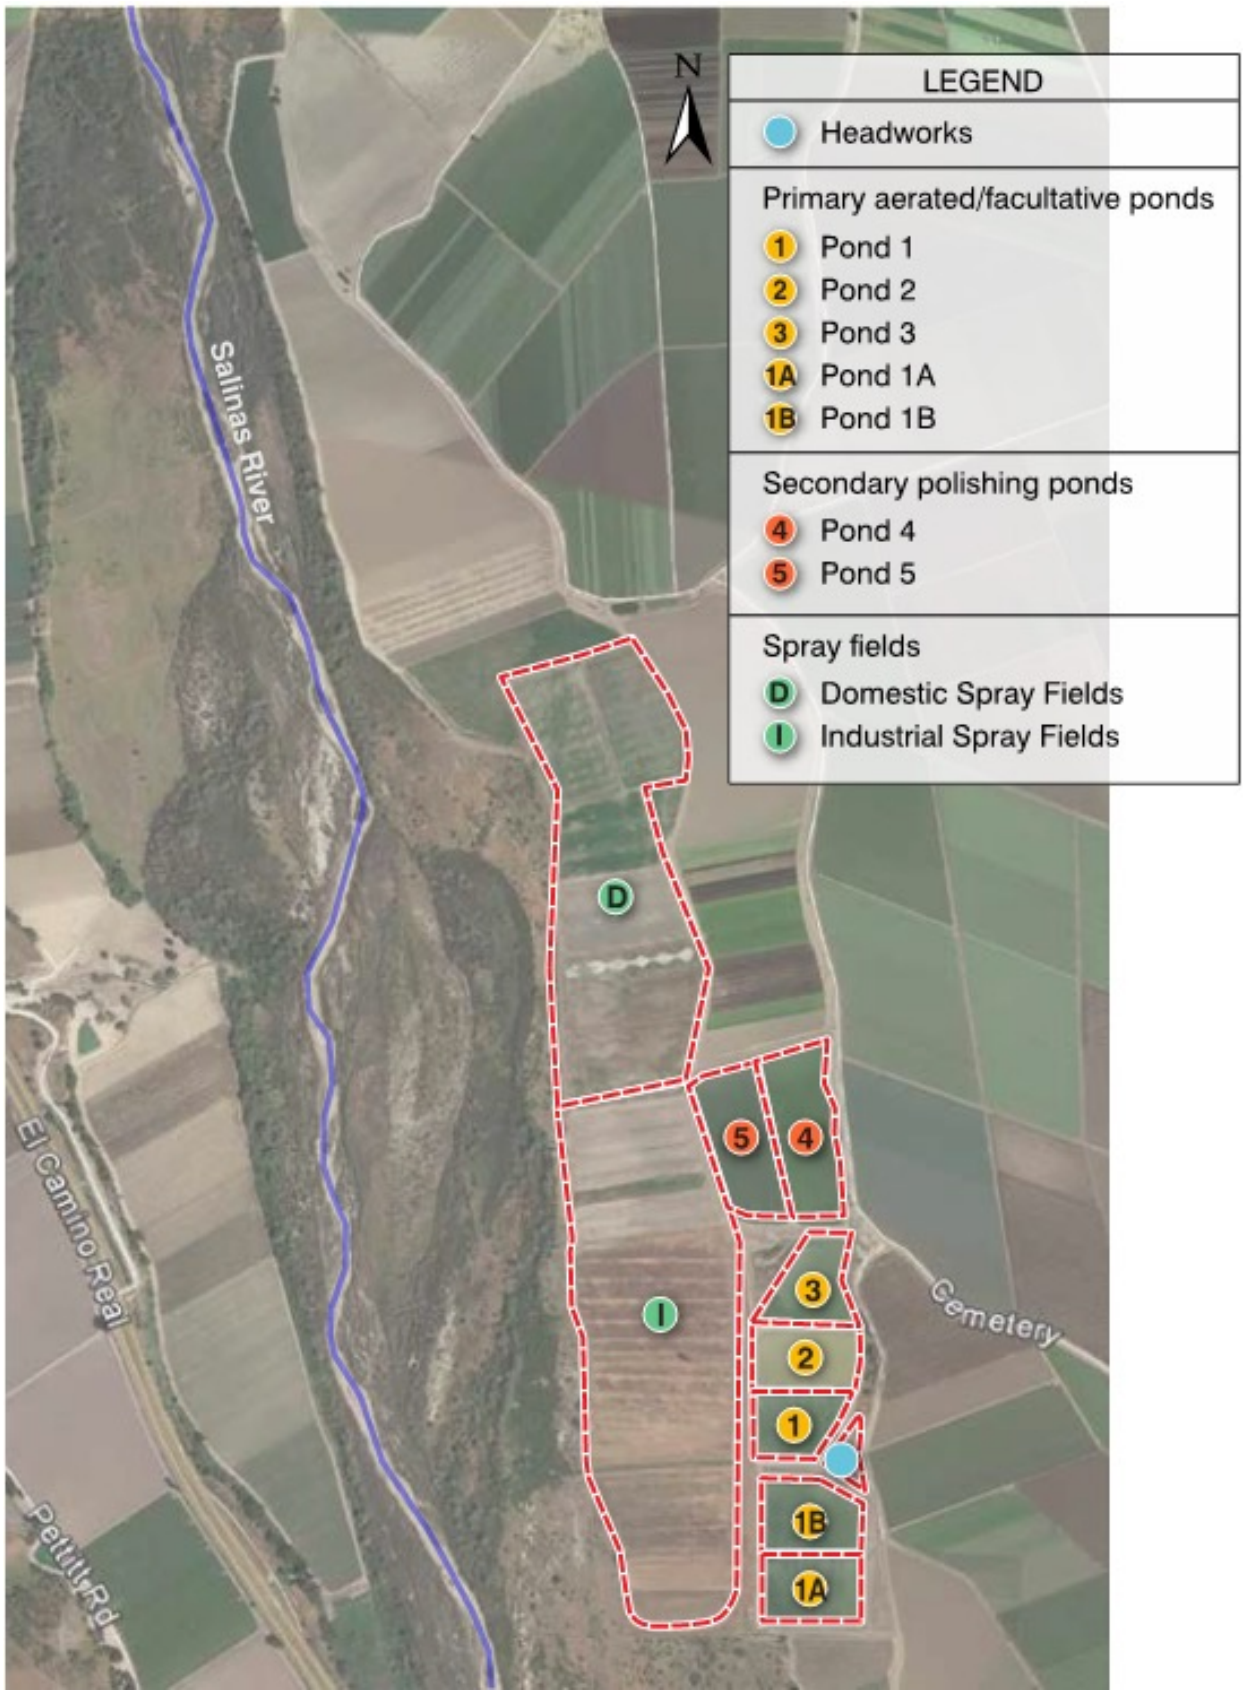 N
LEGEND
Headworks
Primary aerated/facultative ponds
1 Pond 1
2 Pond 2
3 Pond 3
1A Pond 1A
1B Pond 1B
Secondary polishing ponds
4 Pond 4
5 Pond 5
Spray fields
D Domestic Spray Fields
I Industrial Spray Fields
Salinas River
D
5
4
El Camino Real
3
Cemetery
I
2
1
1B
Pettitt Rd
1A